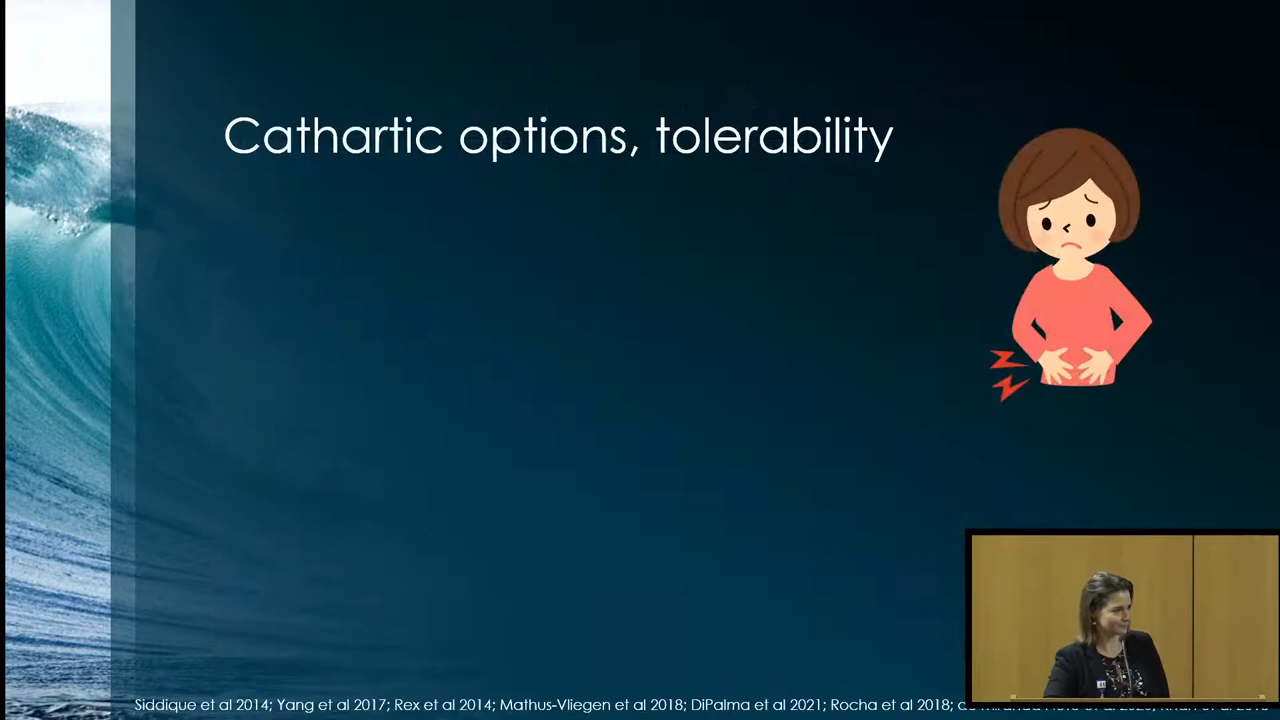 Cathartic options, tolerability
Siddique et al 2014; Yang et al 2017; Rex et al 2014; Mathus-Vliegen et al 2018; DiPalma et al 2021; Rocha et al 2018;